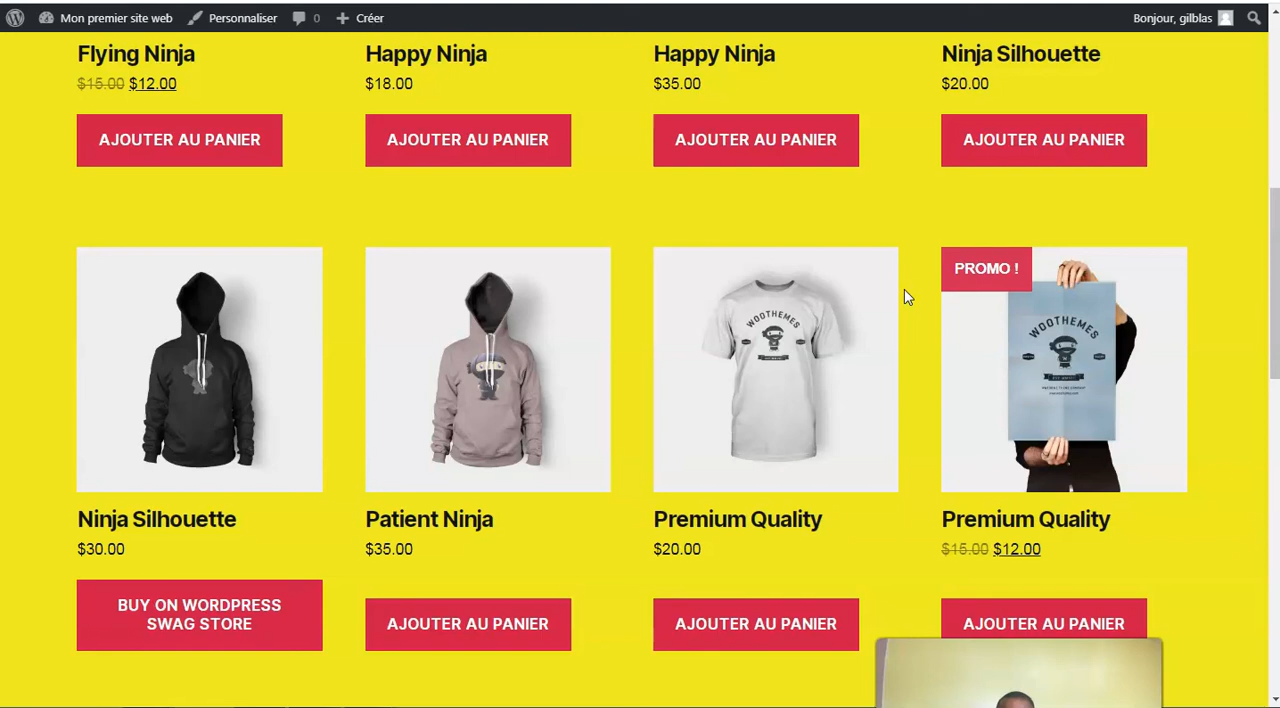 Mon premier site web Personnaliser 0 Créer Bonjour, gilblas
Flying Ninja Happy Ninja Happy Ninja Ninja Silhouette
$15.00 $12.00 $18.00 $35.00 $20.00
AJOUTER AU PANIER AJOUTER AU PANIER AJOUTER AU PANIER AJOUTER AU PANIER
PROMO !
WOOTHEMES
WOOTHEMES
Ninja Silhouette Patient Ninja Premium Quality Premium Quality
$30.00 $35.00 $20.00 $15.00 $12.00
BUY ON WORDPRESS
SWAG STORE
AJOUTER AU PANIER AJOUTER AU PANIER AJOUTER AU PANIER